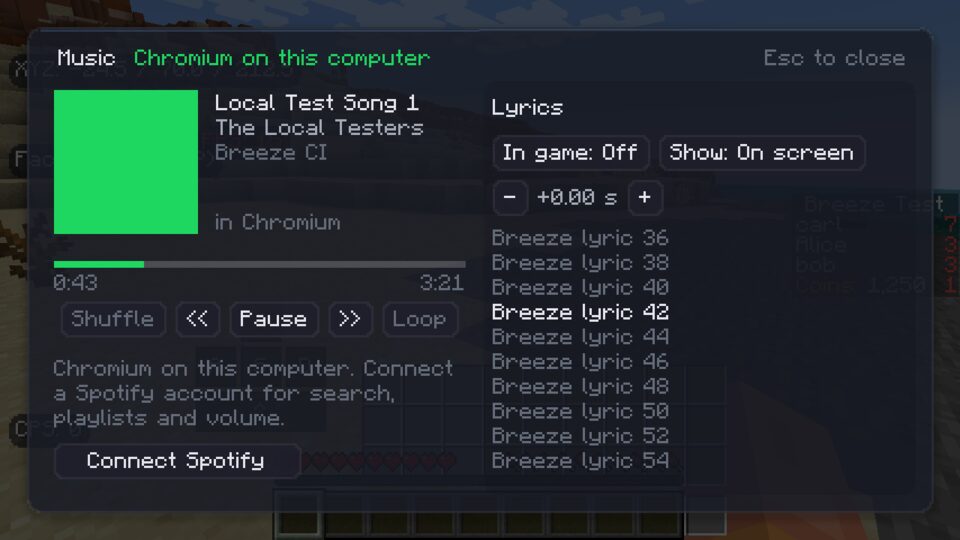 Music Chromium on this computer
Esc to close
Local Test Song 1
The Local Testers
Breeze CI
in Chromium
0:43 3:21
Shuffle << Pause >> Loop
Chromium on this computer. Connect
a Spotify account for search,
playlists and volume.
Connect Spotify
Lyrics
In game: Off Show: On screen
- +0.00 s +
Breeze lyric 36
Breeze lyric 38
Breeze lyric 40
Breeze lyric 42
Breeze lyric 44
Breeze lyric 46
Breeze lyric 48
Breeze lyric 50
Breeze lyric 52
Breeze lyric 54
Breeze Test
carl 7
Alice 3
bob 3
Coins: 1,250 1